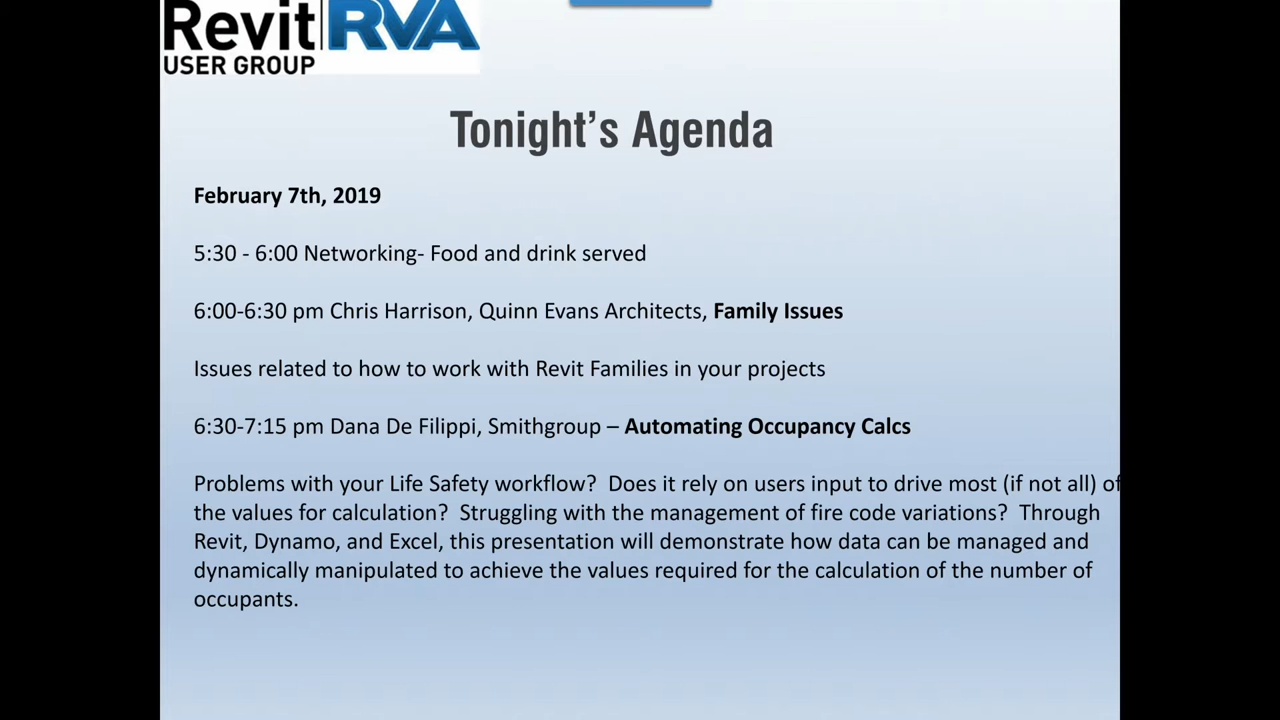 Revit RVA
USER GROUP
Tonight's Agenda
February 7th, 2019
5:30 - 6:00 Networking- Food and drink served
6:00-6:30 pm Chris Harrison, Quinn Evans Architects, Family Issues
Issues related to how to work with Revit Families in your projects
6:30-7:15 pm Dana De Filippi, Smithgroup – Automating Occupancy Calcs
Problems with your Life Safety workflow?  Does it rely on users input to drive most (if not all) of
the values for calculation?  Struggling with the management of fire code variations?  Through
Revit, Dynamo, and Excel, this presentation will demonstrate how data can be managed and
dynamically manipulated to achieve the values required for the calculation of the number of
occupants.